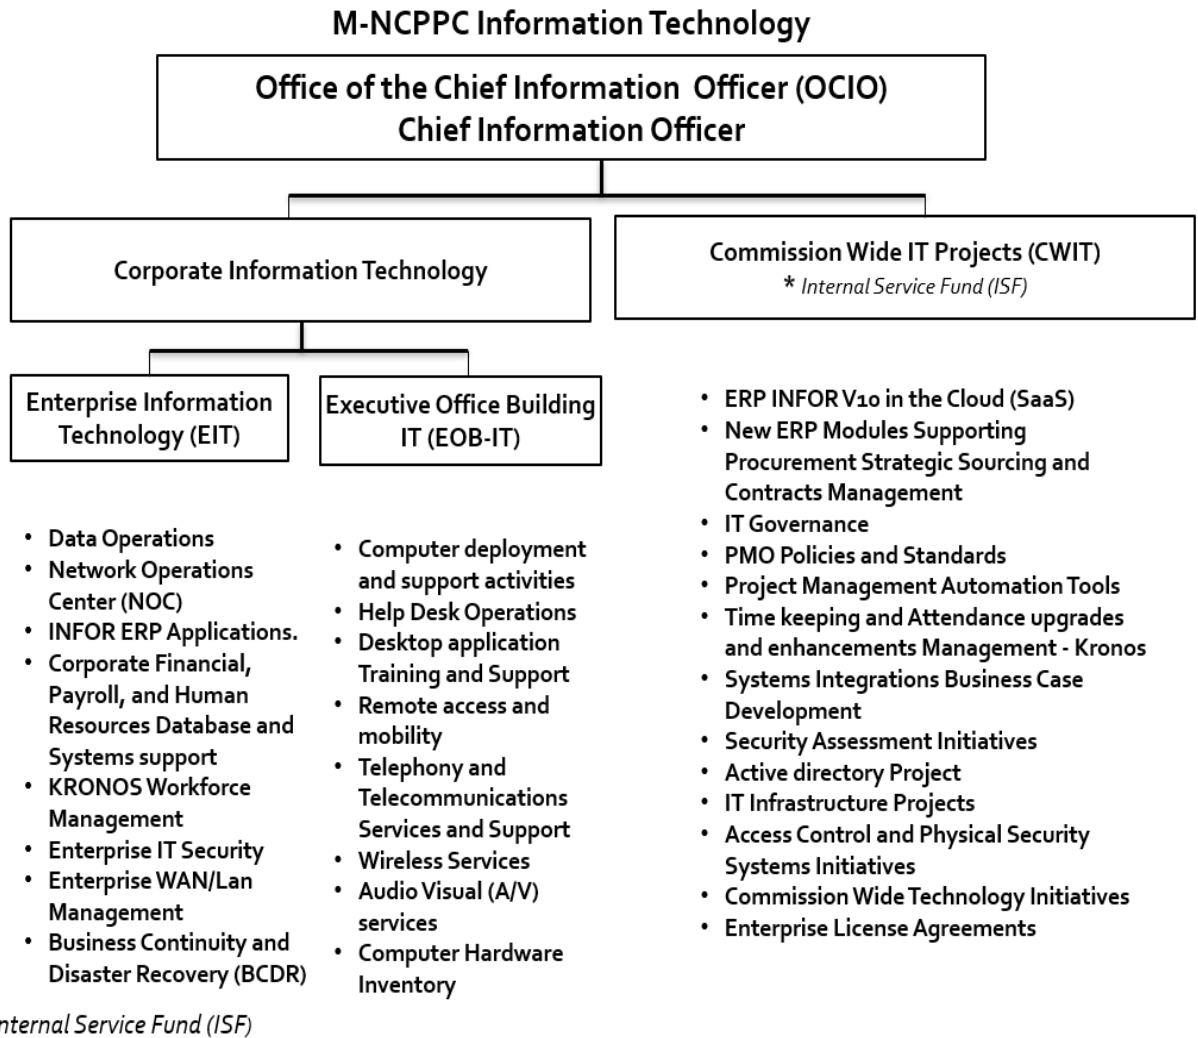 M-NCPPC Information Technology
Office of the Chief Information Officer (OCIO)
Chief Information Officer
Corporate Information Technology
Commission Wide IT Projects (CWIT)
* Internal Service Fund (ISF)
Enterprise Information
Technology (EIT)
Executive Office Building
IT (EOB-IT)
• Data Operations
• Network Operations
Center (NOC)
• INFOR ERP Applications.
• Corporate Financial,
Payroll, and Human
Resources Database and
Systems support
• KRONOS Workforce
Management
• Enterprise IT Security
• Enterprise WAN/Lan
Management
• Business Continuity and
Disaster Recovery (BCDR)
• Computer deployment
and support activities
• Help Desk Operations
• Desktop application
Training and Support
• Remote access and
mobility
• Telephony and
Telecommunications
Services and Support
• Wireless Services
• Audio Visual (A/V)
services
• Computer Hardware
Inventory
• ERP INFOR V10 in the Cloud (SaaS)
• New ERP Modules Supporting
Procurement Strategic Sourcing and
Contracts Management
• IT Governance
• PMO Policies and Standards
• Project Management Automation Tools
• Time keeping and Attendance upgrades
and enhancements Management - Kronos
• Systems Integrations Business Case
Development
• Security Assessment Initiatives
• Active directory Project
• IT Infrastructure Projects
• Access Control and Physical Security
Systems Initiatives
• Commission Wide Technology Initiatives
• Enterprise License Agreements
nternal Service Fund (ISF)